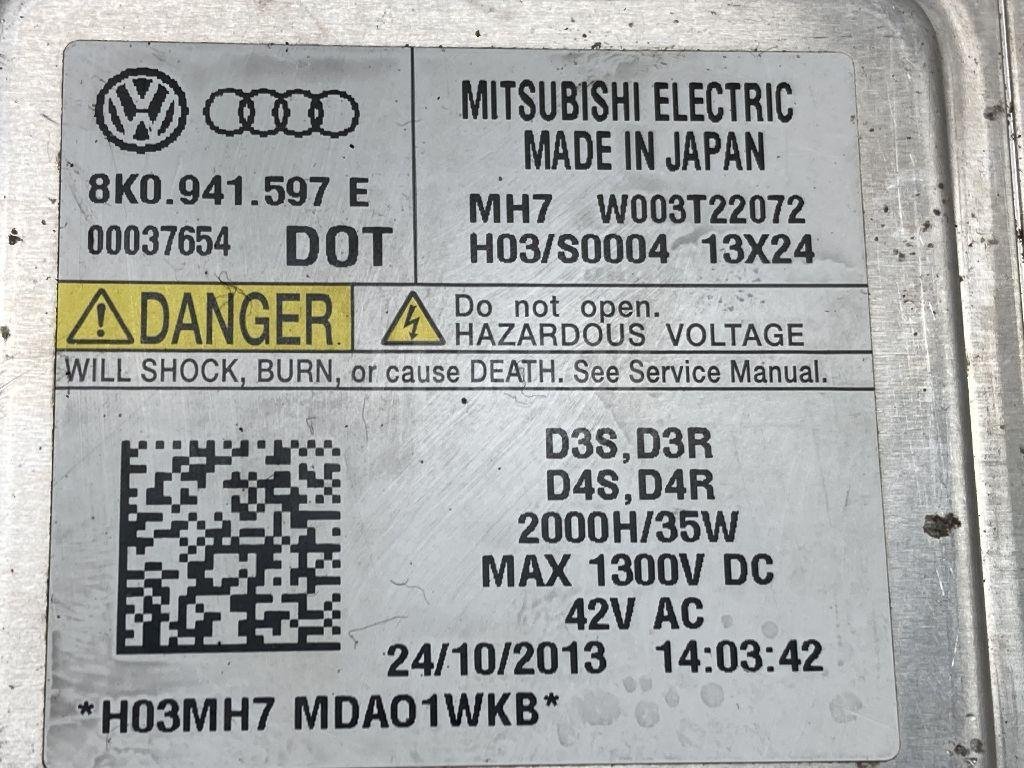 8K0.941.597 E
00037654 DOT
MITSUBISHI ELECTRIC
MADE IN JAPAN
MH7 W003T22072
H03/S0004 13X24
DANGER
Do not open.
HAZARDOUS VOLTAGE
WILL SHOCK, BURN, or cause DEATH. See Service Manual.
D3S, D3R
D4S, D4R
2000H/35W
MAX 1300V DC
42V AC
24/10/2013 14:03:42
*H03MH7 MDA01WKB*